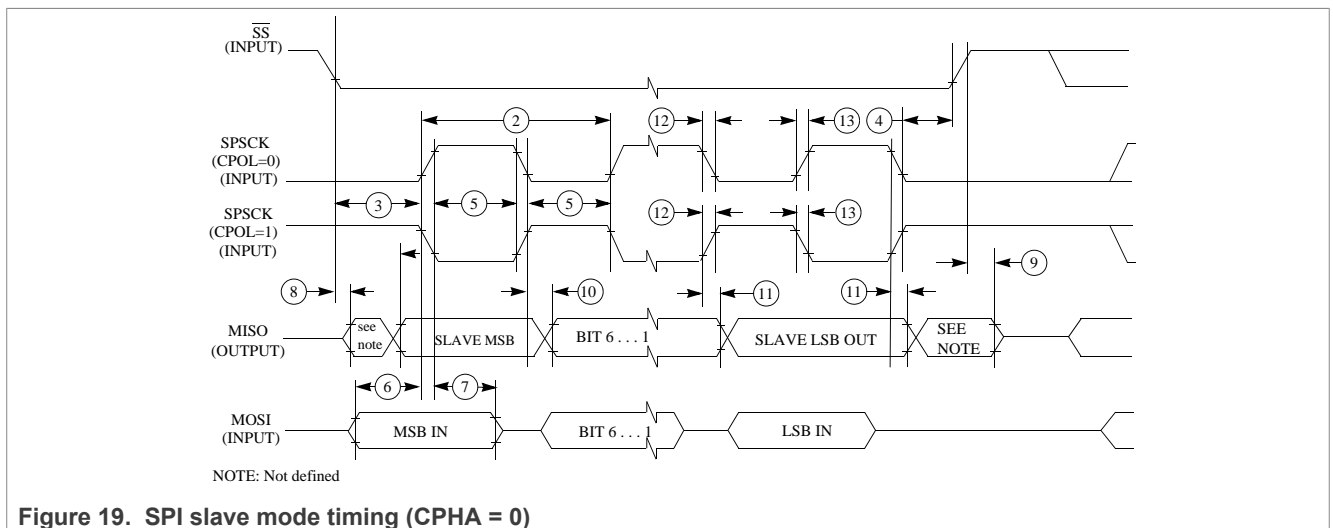 SS
(INPUT)
2
12
13
4
SPSCK
(CPOL=0)
(INPUT)
3
5
5
SPSCK
(CPOL=1)
(INPUT)
12
13
8
10
11
11
9
MISO
(OUTPUT)
see
note
SLAVE MSB
BIT 6 . . . 1
SLAVE LSB OUT
SEE
NOTE
6
7
MOSI
(INPUT)
MSB IN
BIT 6 . . . 1
LSB IN
NOTE: Not defined
Figure 19. SPI slave mode timing (CPHA = 0)